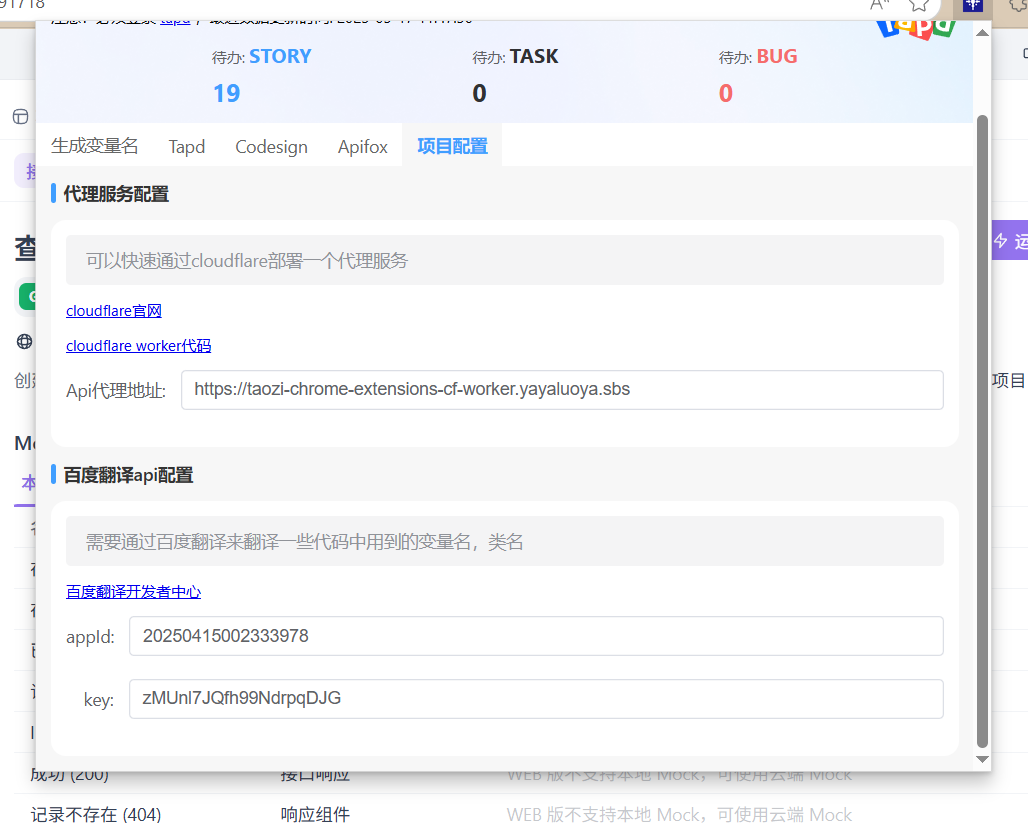 91718
待办: STORY
待办: TASK
待办: BUG
19
0
0
生成变量名 Tapd Codesign Apifox 项目配置
代理服务配置
可以快速通过cloudflare部署一个代理服务
cloudflare官网
cloudflare worker代码
Api代理地址: https://taozi-chrome-extensions-cf-worker.yayaluoya.sbs
项目
百度翻译api配置
需要通过百度翻译来翻译一些代码中用到的变量名，类名
百度翻译开发者中心
appId: 20250415002333978
key: zMUnl7JQfh99NdrpqDJG
成功 (200) 接口响应 WEB 版不支持本地 Mock，可使用云端 Mock
记录不存在 (404) 响应组件 WEB 版不支持本地 Mock，可使用云端 Mock